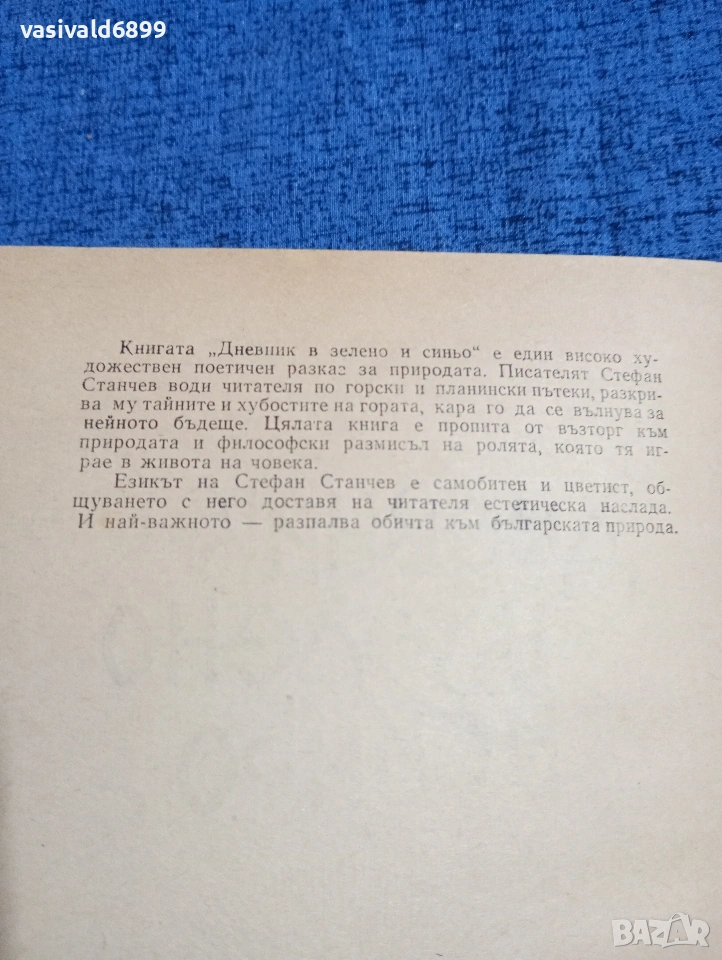 vasivald6899
Книгата „Дневник в зелено и синьо“ е един високо ху-
дожествен поетичен разказ за природата. Писателят Стефан
Станчев води читателя по горски и планински пътеки, разкри-
ва му тайните и хубостите на гората, кара го да се вълнува за
нейното бъдеще. Цялата книга е пропита от възторг към
природата и философски размисъл на ролята, която тя иг-
рае в живота на човека.
Езикът на Стефан Станчев е самобитен и цветист, об-
щуването с него доставя на читателя естетическа наслада.
И най-важното — разпалва обичта към българската природа.
BAZAR